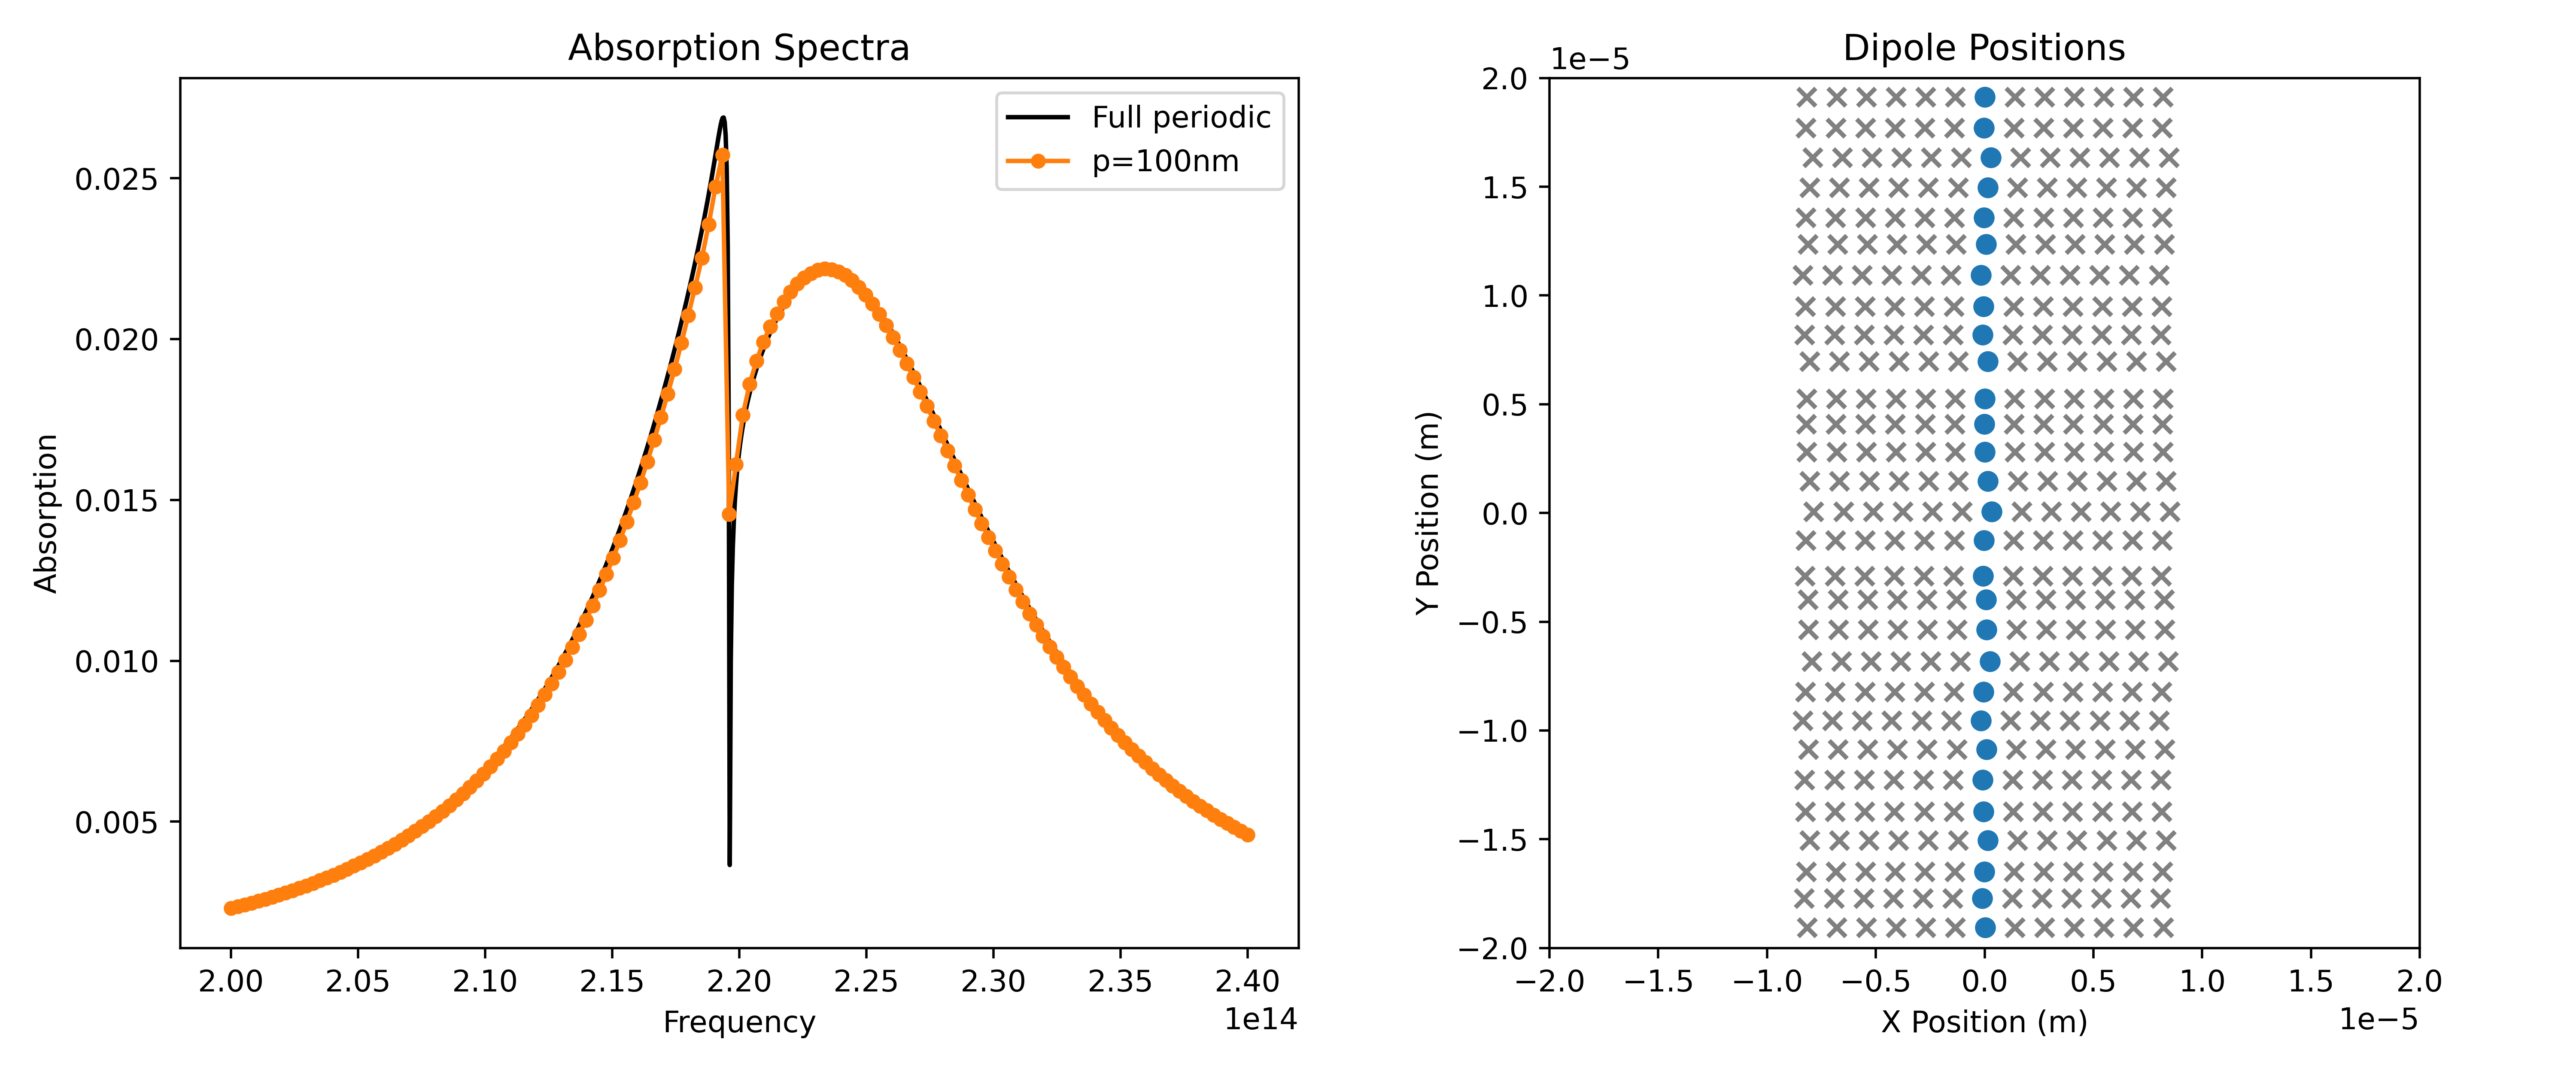 Absorption Spectra
Full periodic
p=100nm
Absorption
0.025
0.020
0.015
0.010
0.005
2.00 2.05 2.10 2.15 2.20 2.25 2.30 2.35 2.40
Frequency
1e14
Dipole Positions
1e−5
Y Position (m)
2.0
1.5
1.0
0.5
0.0
−0.5
−1.0
−1.5
−2.0
−2.0 −1.5 −1.0 −0.5 0.0 0.5 1.0 1.5 2.0
X Position (m)
1e−5